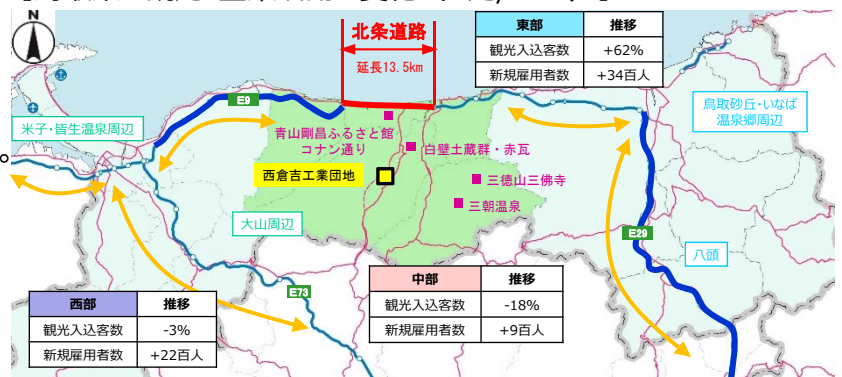 N
北条道路
延長13.5km
東部 推移
観光入込客数 +62%
新規雇用者数 +34百人
E9
米子・皆生温泉周辺
鳥取砂丘・いなば
温泉郷周辺
青山剛昌ふるさと館
コナン通り
白壁土蔵群・赤瓦
。
西倉吉工業団地
三徳山三佛寺
三朝温泉
大山周辺
E29
八頭
E73
中部 推移
観光入込客数 -18%
新規雇用者数 +9百人
西部 推移
観光入込客数 -3%
新規雇用者数 +22百人